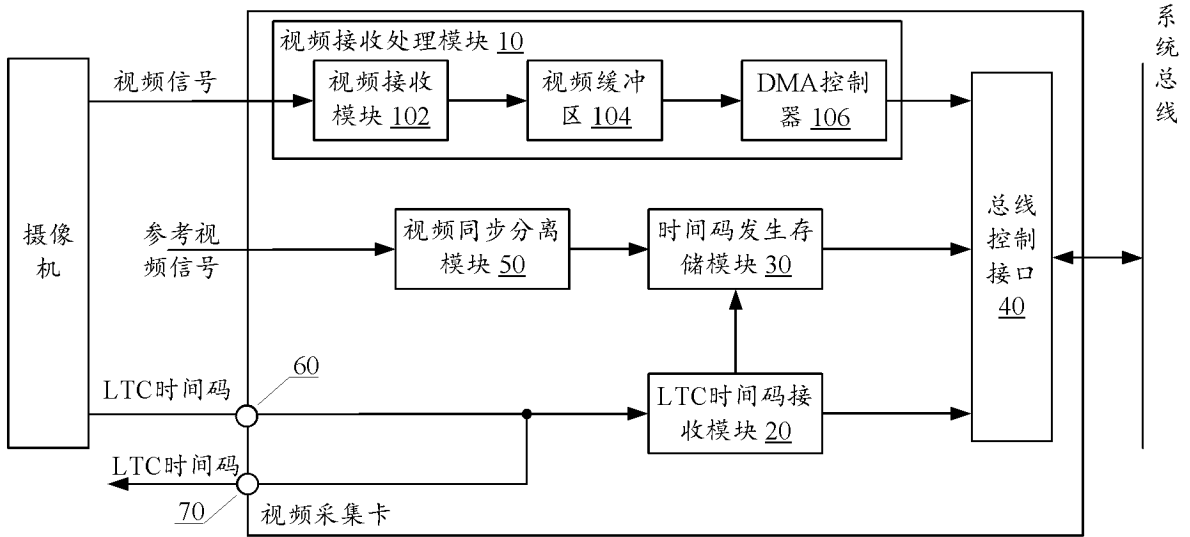 视频接收处理模块 10
视频信号
视频接收
模块 102
视频缓冲
区 104
DMA控制
器 106
系
统
总
线
摄像
机
参考视
频信号
视频同步分离
模块 50
时间码发生存
储模块 30
总线
控制
接口
40
LTC时间码
60
LTC时间码接
收模块 20
LTC时间码
70
视频采集卡